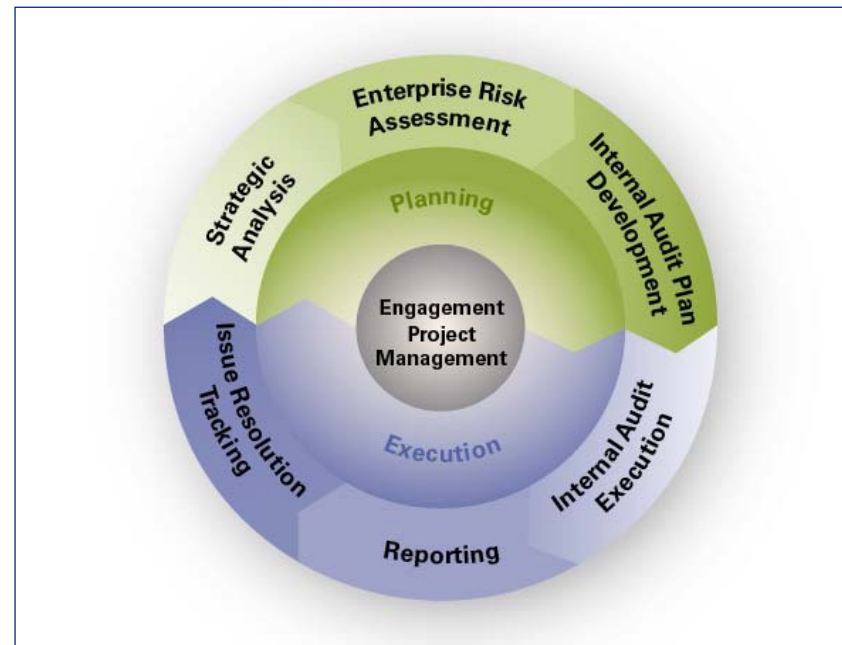 Enterprise Risk
Assessment
Internal Audit Plan
Development
Internal Audit
Execution
Reporting
Issue Resolution
Tracking
Strategic
Analysis
Planning
Engagement
Project
Management
Execution